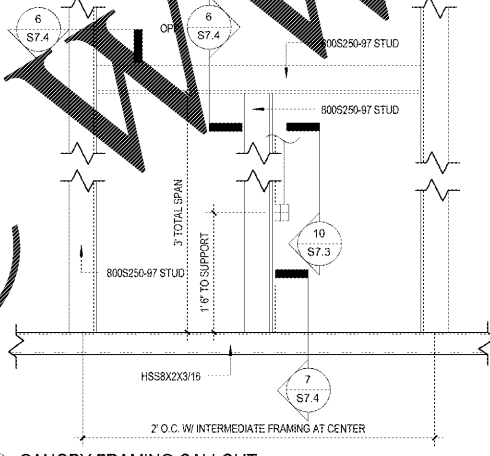 6
S7.4
OPP
6
S7.4
800S250-97 STUD
800S250-97 STUD
3' TOTAL SPAN
1' 6" TO SUPPORT
10
S7.3
800S250-97 STUD
HSS8X2X3/16
7
S7.4
2' O.C. W/ INTERMEDIATE FRAMING AT CENTER
CANOPY FRAMING CALLOUT